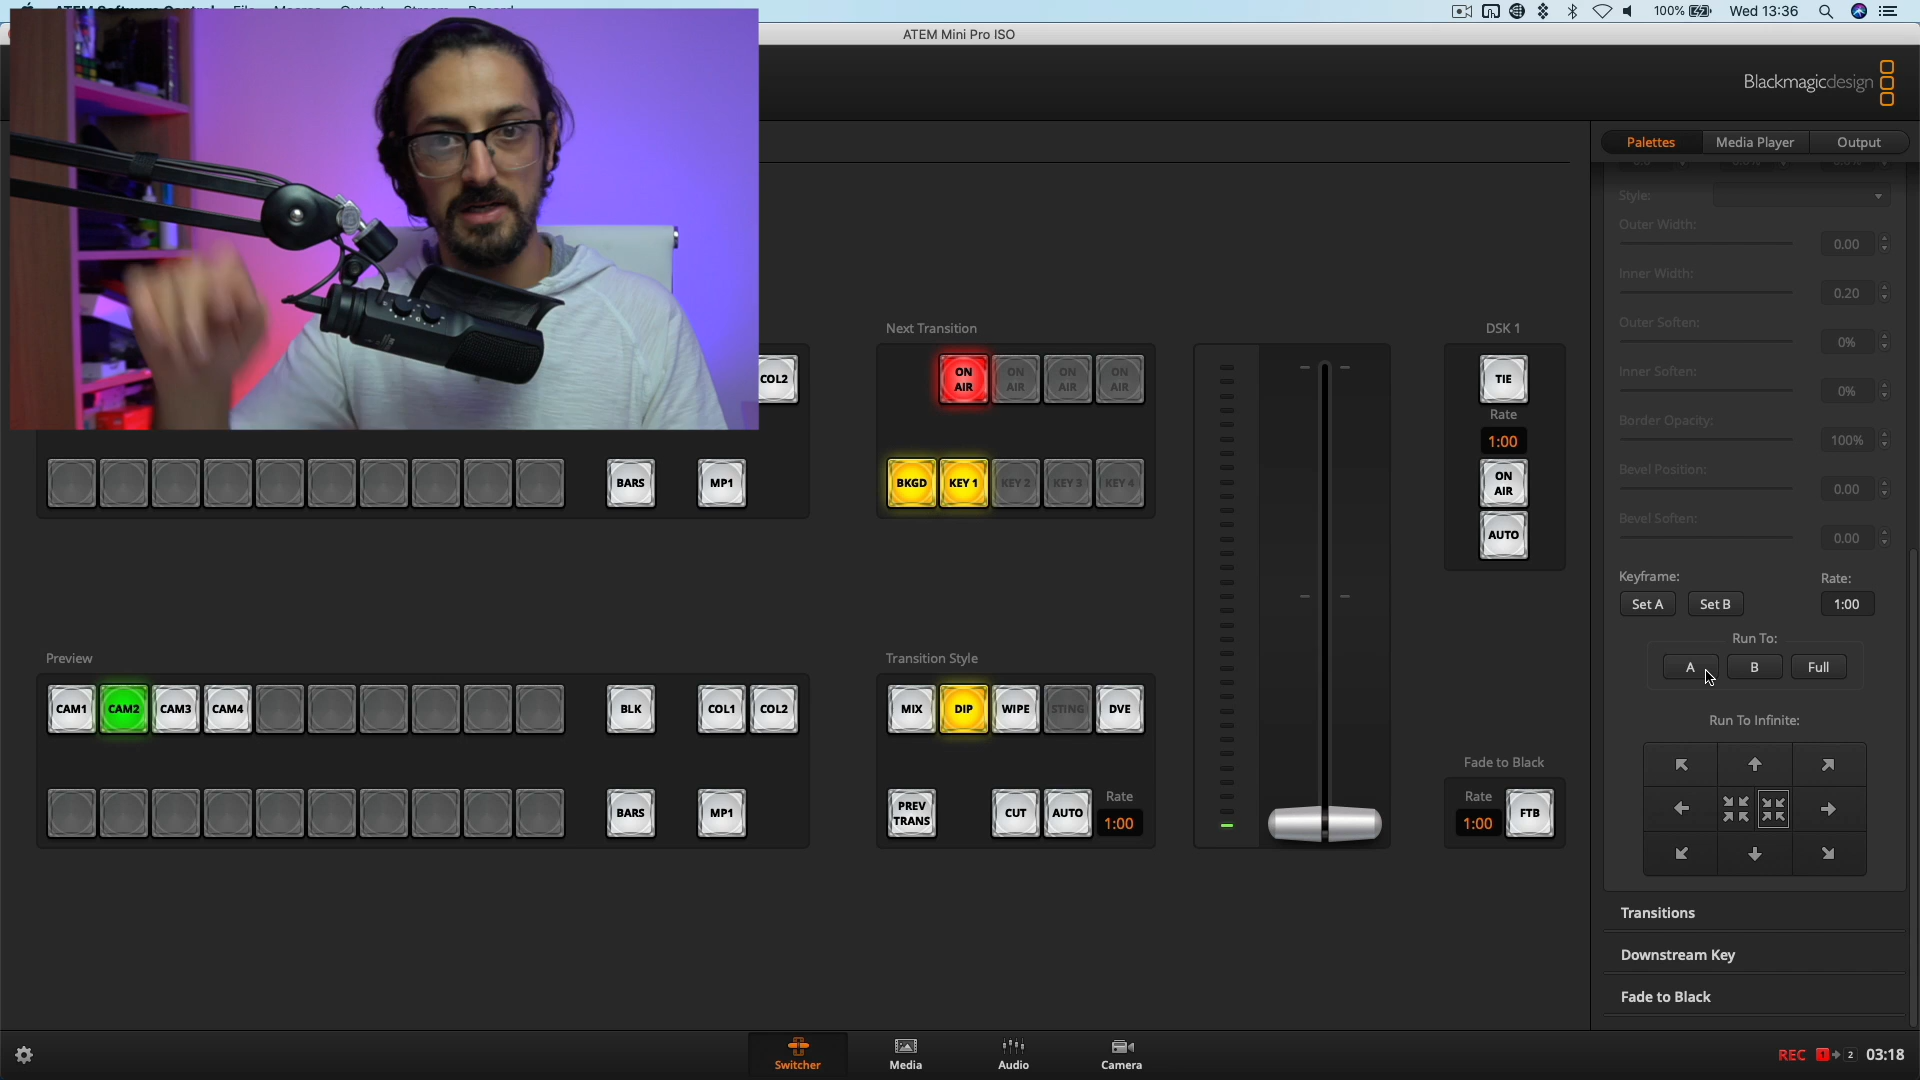 100%
Wed 13:36
ATEM Mini Pro ISO
Blackmagicdesign
Palettes
Media Player
Output
Style:
Outer Width:
0.00
Inner Width:
0.20
Outer Soften:
0%
Inner Soften:
0%
Border Opacity:
100%
Bevel Position:
0.00
Bevel Soften:
0.00
Keyframe:
Rate:
Set A
Set B
1:00
Run To:
A
B
Full
Run To Infinite:
Transitions
Downstream Key
Fade to Black
COL2
BARS
MP1
Next Transition
ON AIR
ON AIR
ON AIR
ON AIR
BKGD
KEY 1
KEY 2
KEY 3
KEY 4
DSK 1
TIE
Rate
1:00
ON AIR
AUTO
Preview
CAM1
CAM2
CAM3
CAM4
BLK
COL1
COL2
BARS
MP1
Transition Style
MIX
DIP
WIPE
STING
DVE
PREV TRANS
CUT
AUTO
Rate
1:00
Fade to Black
Rate
1:00
FTB
Switcher
Media
Audio
Camera
REC
1
2
03:18